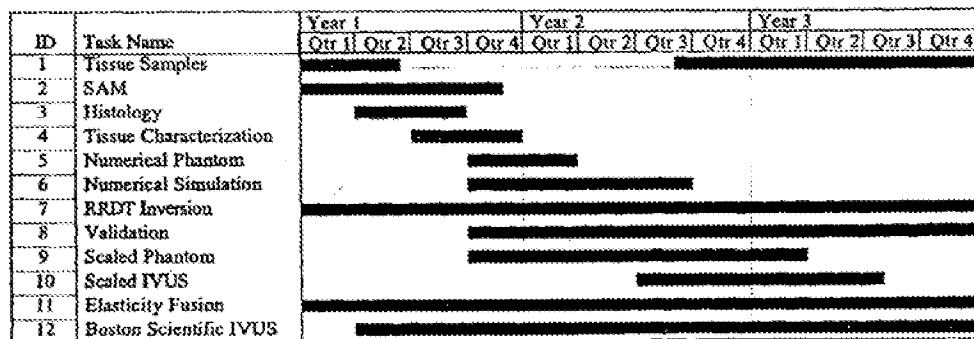 Year 1 Year 2 Year 3
ID Task Name Qtr 1 Qtr 2 Qtr 3 Qtr 4 Qtr 1 Qtr 2 Qtr 3 Qtr 4 Qtr 1 Qtr 2 Qtr 3 Qtr 4
1 Tissue Samples
2 SAM
3 Histology
4 Tissue Characterization
5 Numerical Phantom
6 Numerical Simulation
7 RRDT Inversion
8 Validation
9 Scaled Phantom
10 Scaled IVUS
11 Elasticity Fusion
12 Boston Scientific IVUS